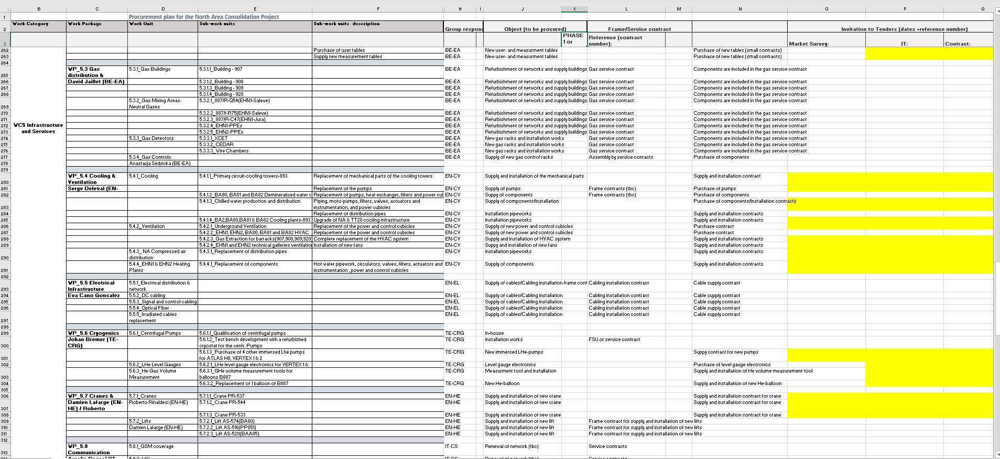 B C D E F H I J K L M N O P Q
1 Procurement plan for the North Area Consolidation Project
2 Work Category Work Package Work Unit Sub-work units Sub-work units description Group respons Object (to be procured) Frame/Service contract Invitation to Tenders (dates +reference number)
3 PHASE 1 or Reference (contract number): Market Survey: IT: Contract:
262 Purchase of user tables BE-EA New user- and measurment tables Purchase of new tables (small contracts)
263 Supply new measurement tables BE-EA New user- and measurment tables Purchase of new tables (small contracts)
264
265 WP_5.3 Gas distribution & 5.3.1_Gas Buildings 5.3.1.1_Building - 907 BE-EA Refurbishment of networks and supply buildings Gas service contract Components are included in the gas service contract
266 David Jaillet (BE-EA) 5.3.1.2_Building - 908 BE-EA Refurbishment of networks and supply buildings Gas service contract Components are included in the gas service contract
267 5.3.1.3_Building - 909 BE-EA Refurbishment of networks and supply buildings Gas service contract Components are included in the gas service contract
268 5.3.1.4_Building - 920 BE-EA Refurbishment of networks and supply buildings Gas service contract Components are included in the gas service contract
269 5.3.2_Gas Mixing Areas-Neutral Gases 5.3.2.1_887/R-Q54(EHN1-Saleve) BE-EA Refurbishment of networks and supply buildings Gas service contract Components are included in the gas service contract
270 5.3.2.2_887/I-R75(EHN1-Saleve) BE-EA Refurbishment of networks and supply buildings Gas service contract Components are included in the gas service contract
271 5.3.2.3_887/R-C47(EHN1-Jura) BE-EA Refurbishment of networks and supply buildings Gas service contract Components are included in the gas service contract
272 WC5 Infrastructure and Services 5.3.2.4_EHN1-PPEs BE-EA Refurbishment of networks and supply buildings Gas service contract Components are included in the gas service contract
273 5.3.2.5_EHN2-PPEs BE-EA Refurbishment of networks and supply buildings Gas service contract Components are included in the gas service contract
274 5.3.3_Gas Detectors 5.3.3.1_XCET BE-EA New gas racks and installation works Gas service contract Components are included in the gas service contract
275 5.3.3.2_CEDAR BE-EA New gas racks and installation works Gas service contract Components are included in the gas service contract
276 5.3.3.3_Wire Chambers BE-EA New gas racks and installation works Gas service contract Components are included in the gas service contract
277 5.3.4_Gas Controls BE-EA Supply of new gas control racks Assembly by service contacts Purchase of components
278 Anastazja Sedzicka (BE-EA)
279
280 WP_5.4 Cooling & Ventilation 5.4.1_Cooling 5.4.1.1_Primary circuit-cooling towers-893 Replacement of mechanical parts of the cooling towers EN-CV Supply and installation of the mechanical parts Supply and installation contract
281 Serge Deleval (EN- Replacement of the pumps EN-CV Supply of pumps Frame contracts (tbc) Purchase of pumps
282 5.4.1.2_BA80, BA81 and BA82 Demineralised water c Replacement of pumps, heat exchanger, filters and power cub EN-CV Suppy of components Frame contracts (tbc) Purchase of components
283 5.4.1.3_Chilled water production and distribution Piping, moto-pumps, filters, valves, actuators and instrumentation, and power cubicles EN-CV Supply of components/Installation Purchase of components/Installation contracts
284 Replacement of distribution pipes EN-CV Installation pipeworks Supply and installation contracts
285 5.4.1.4_BA2,BA80,BA81 & BA82 Cooling plants-893 Upgrade of NA & TT20 cooling infrastructure EN-CV Installation pipeworks Supply and installation contracts
286 5.4.2_Ventilation 5.4.2.1_Underground Ventilation Replacement of the power and control cubicles EN-CV Supply of new power and control cubicles Purchase contract
287 5.4.2.2_EHN1, EHN2, BA80, BA81 and BA82 HVAC Replacement of the power and control cubicles EN-CV Supply of new power and control cubicles Purchase contract
288 5.4.2.3_Gas Extraction for barracks(907,908,909,920) Complete replacement of the HVAC system EN-CV Supply and installation of HVAC system Supply and installation contracts
289 5.4.2.4_EHN1 and EHN2 technical galleries ventilatio Installation of new fans EN-CV Suppy and installation of new fans Supply and installation contracts
290 5.4.3_ NA Compressed air distribution 5.4.3.1_Replacement of distribution pipes EN-CV Installation pipeworks Supply and installation contracts
291 5.4.4_EHN1 & EHN2 Heating Plants 5.4.4.1_Replacement of components Hot water pipework, circulators, valves, filters, actuators and instrumentation , power and control cubicles EN-CV Supply of components Supply and installation contracts
292
293 WP_5.5 Electrical Infrastructure 5.5.1_Electrical distribution & network EN-EL Supply of cables/Cabling installation frame cont Cabling installation contract Cable supply contract
294 Eva Cano Gonsalez 5.5.2_DC cabling EN-EL Supply of cables/Cabling installation Cabling installation contract Cable supply contract
295 5.5.3_Signal and control cabling EN-EL Supply of cables/Cabling installation Cabling installation contract Cable supply contract
296 5.5.4_Optical Fiber EN-EL Supply of cables/Cabling installation Cabling installation contract Cable supply contract
297 5.5.5_Irradiated cables replacement EN-EL Supply of cables/Cabling installation Cabling installation contract Cable supply contract
298
299 WP_5.6 Cryogenics 5.6.1_Centrifugal Pumps 5.6.1.1_Qualification of centrifugal pumps TE-CRG In-house
300 Johan Bremer (TE-CRG) 5.6.1.2_Test bench development with a refurbished cryostat for the centr. Pumps TE-CRG Installation works FSU or service contract
301 5.6.1.3_Purchase of 4 other immersed Lhe pumps for ATLAS H8, VERTEX 1 & 2 TE-CRG New immersed LHe-pumps Suppy contract for new pumps
302 5.6.2_LHe Level Gauges 5.6.2.1_LHe level gauge electronics for VERTEX 1 & TE-CRG Level gauge electronics Purchase of level gauge electronics
303 5.6.3_He-Gas Volume Measurement 5.6.3.1_GHe volume measurement tools for balloons B887 TE-CRG Measurment tool and installation Supply and installation of He volume measurement tool
304 5.6.3.2_Replacement of 1 balloon of B887 TE-CRG New He-balloon Supply and installation of new He-balloon
305
306 WP_5.7 Cranes & 5.7.1_Cranes 5.7.1.1_Crane PR-537 EN-HE Supply and installation of new crane Supply and installation contract for crane
307 Damien Lafarge (EN-HE) / Roberto Roberto Rinaldesi (EN-HE) 5.7.1.2_Crane PR-544 EN-HE Supply and installation of new crane Supply and installation contract for crane
308 5.7.1.3_Crane PR-533 EN-HE Supply and installation of new crane Supply and installation contract for crane
309 5.7.2_Lifts 5.7.2.1_Lift AS-574(BA80) EN-HE Supply and installation of new lift Frame contract for supply and installation of new lifts
310 Damien Lafarge (EN-HE) 5.7.2.2_Lift AS-516(PP851) EN-HE Supply and installation of new lift Frame contract for supply and installation of new lifts
311 5.7.2.3_Lift AS-520(BAA85) EN-HE Supply and installation of new lift Frame contract for supply and installation of new lifts
312
313 WP_5.8 Communication 5.8.1_GSM coverage IT-CS Renewal of network (tbc) Service contracts